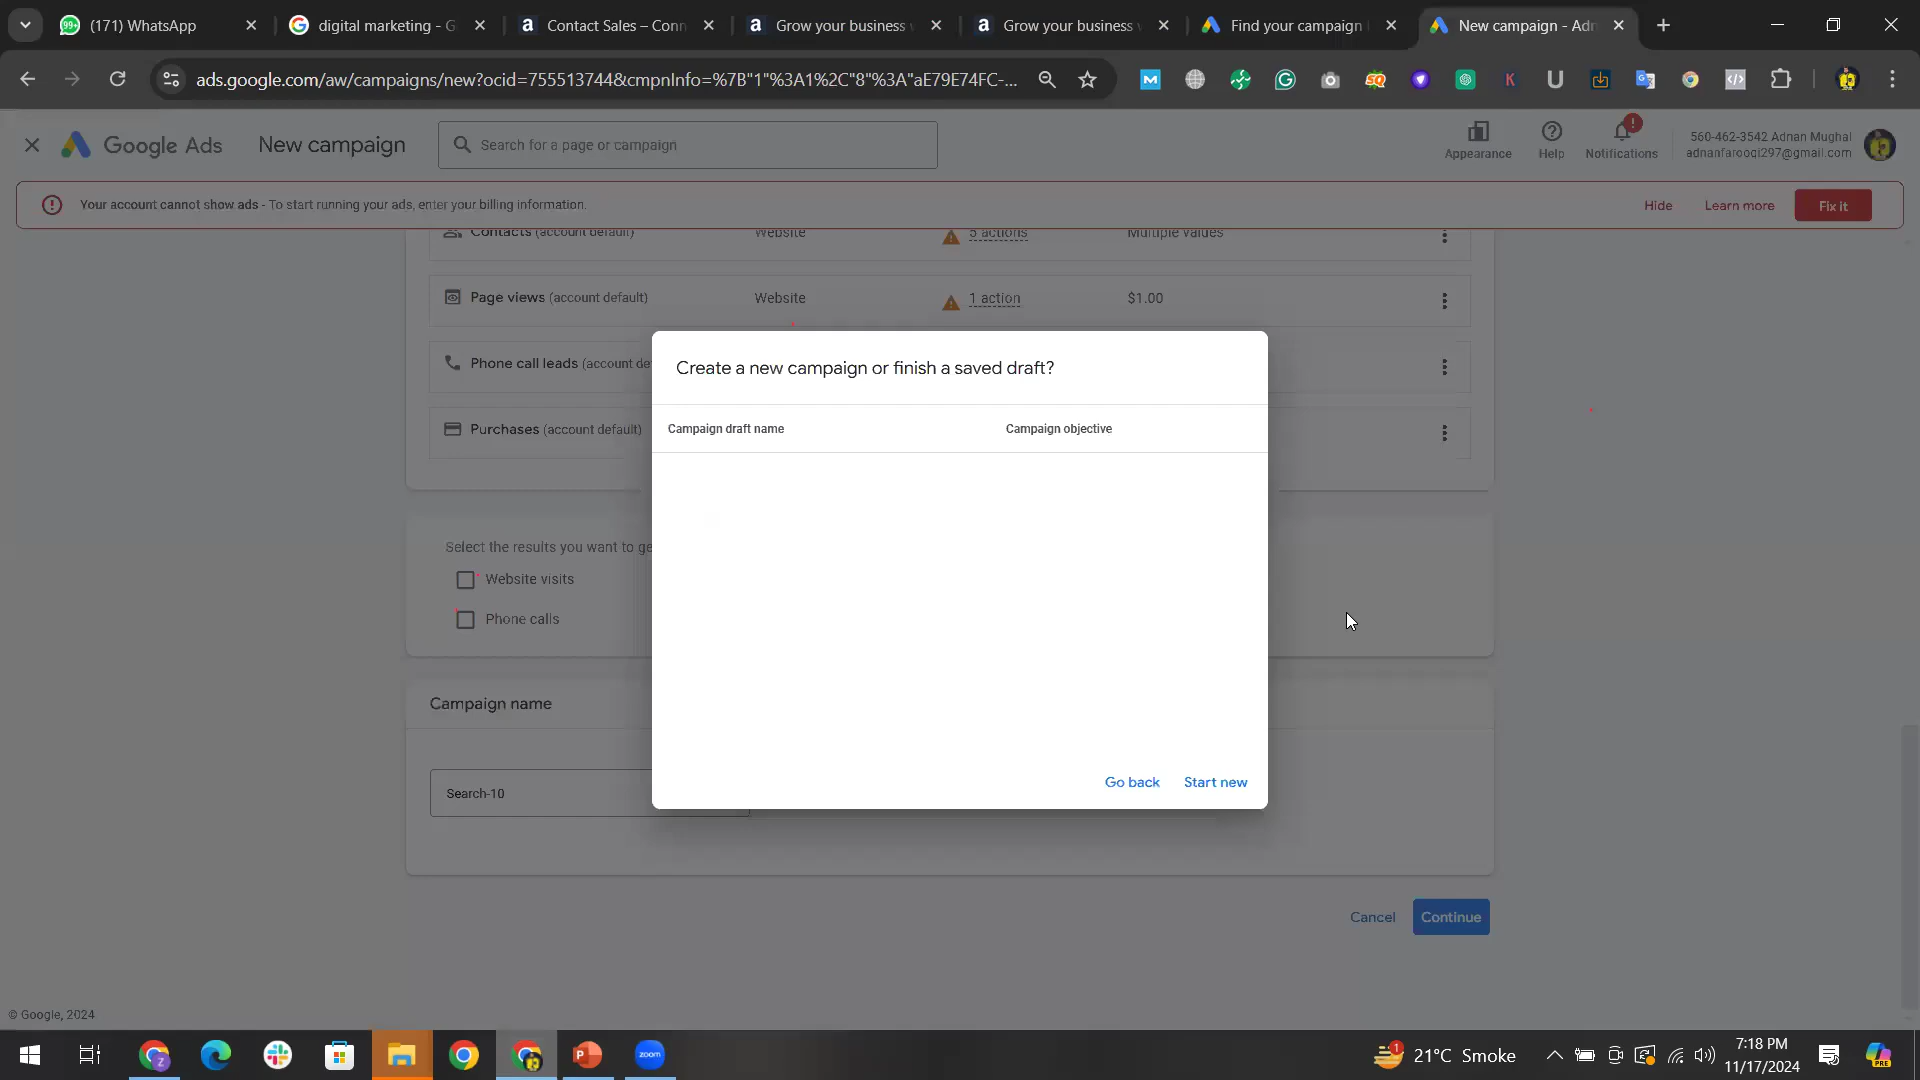 (171) WhatsApp
digital marketing - G
Contact Sales – Conn
Grow your business
Grow your business
Find your campaign
New campaign - Adn
ads.google.com/aw/campaigns/new?ocid=755513744&cmpnInfo=%7B"1"%3A1%2C"8"%3A"aE79E74FC-...
Google Ads
New campaign
Search for a page or campaign
Appearance
Help
Notifications
560-462-3542 Adnan Mughal
adnanfarooqi297@gmail.com
Your account cannot show ads - To start running your ads, enter your billing information.
Hide
Learn more
Fix it
Contacts (account default)
Website
5 actions
Multiple values
Page views (account default)
Website
1 action
$1.00
Phone call leads (account de
Purchases (account default)
Create a new campaign or finish a saved draft?
Campaign draft name
Campaign objective
Go back
Start new
Select the results you want to ge
Website visits
Phone calls
Campaign name
Search-10
Cancel
Continue
© Google, 2024
zoom
21°C Smoke
7:18 PM
11/17/2024